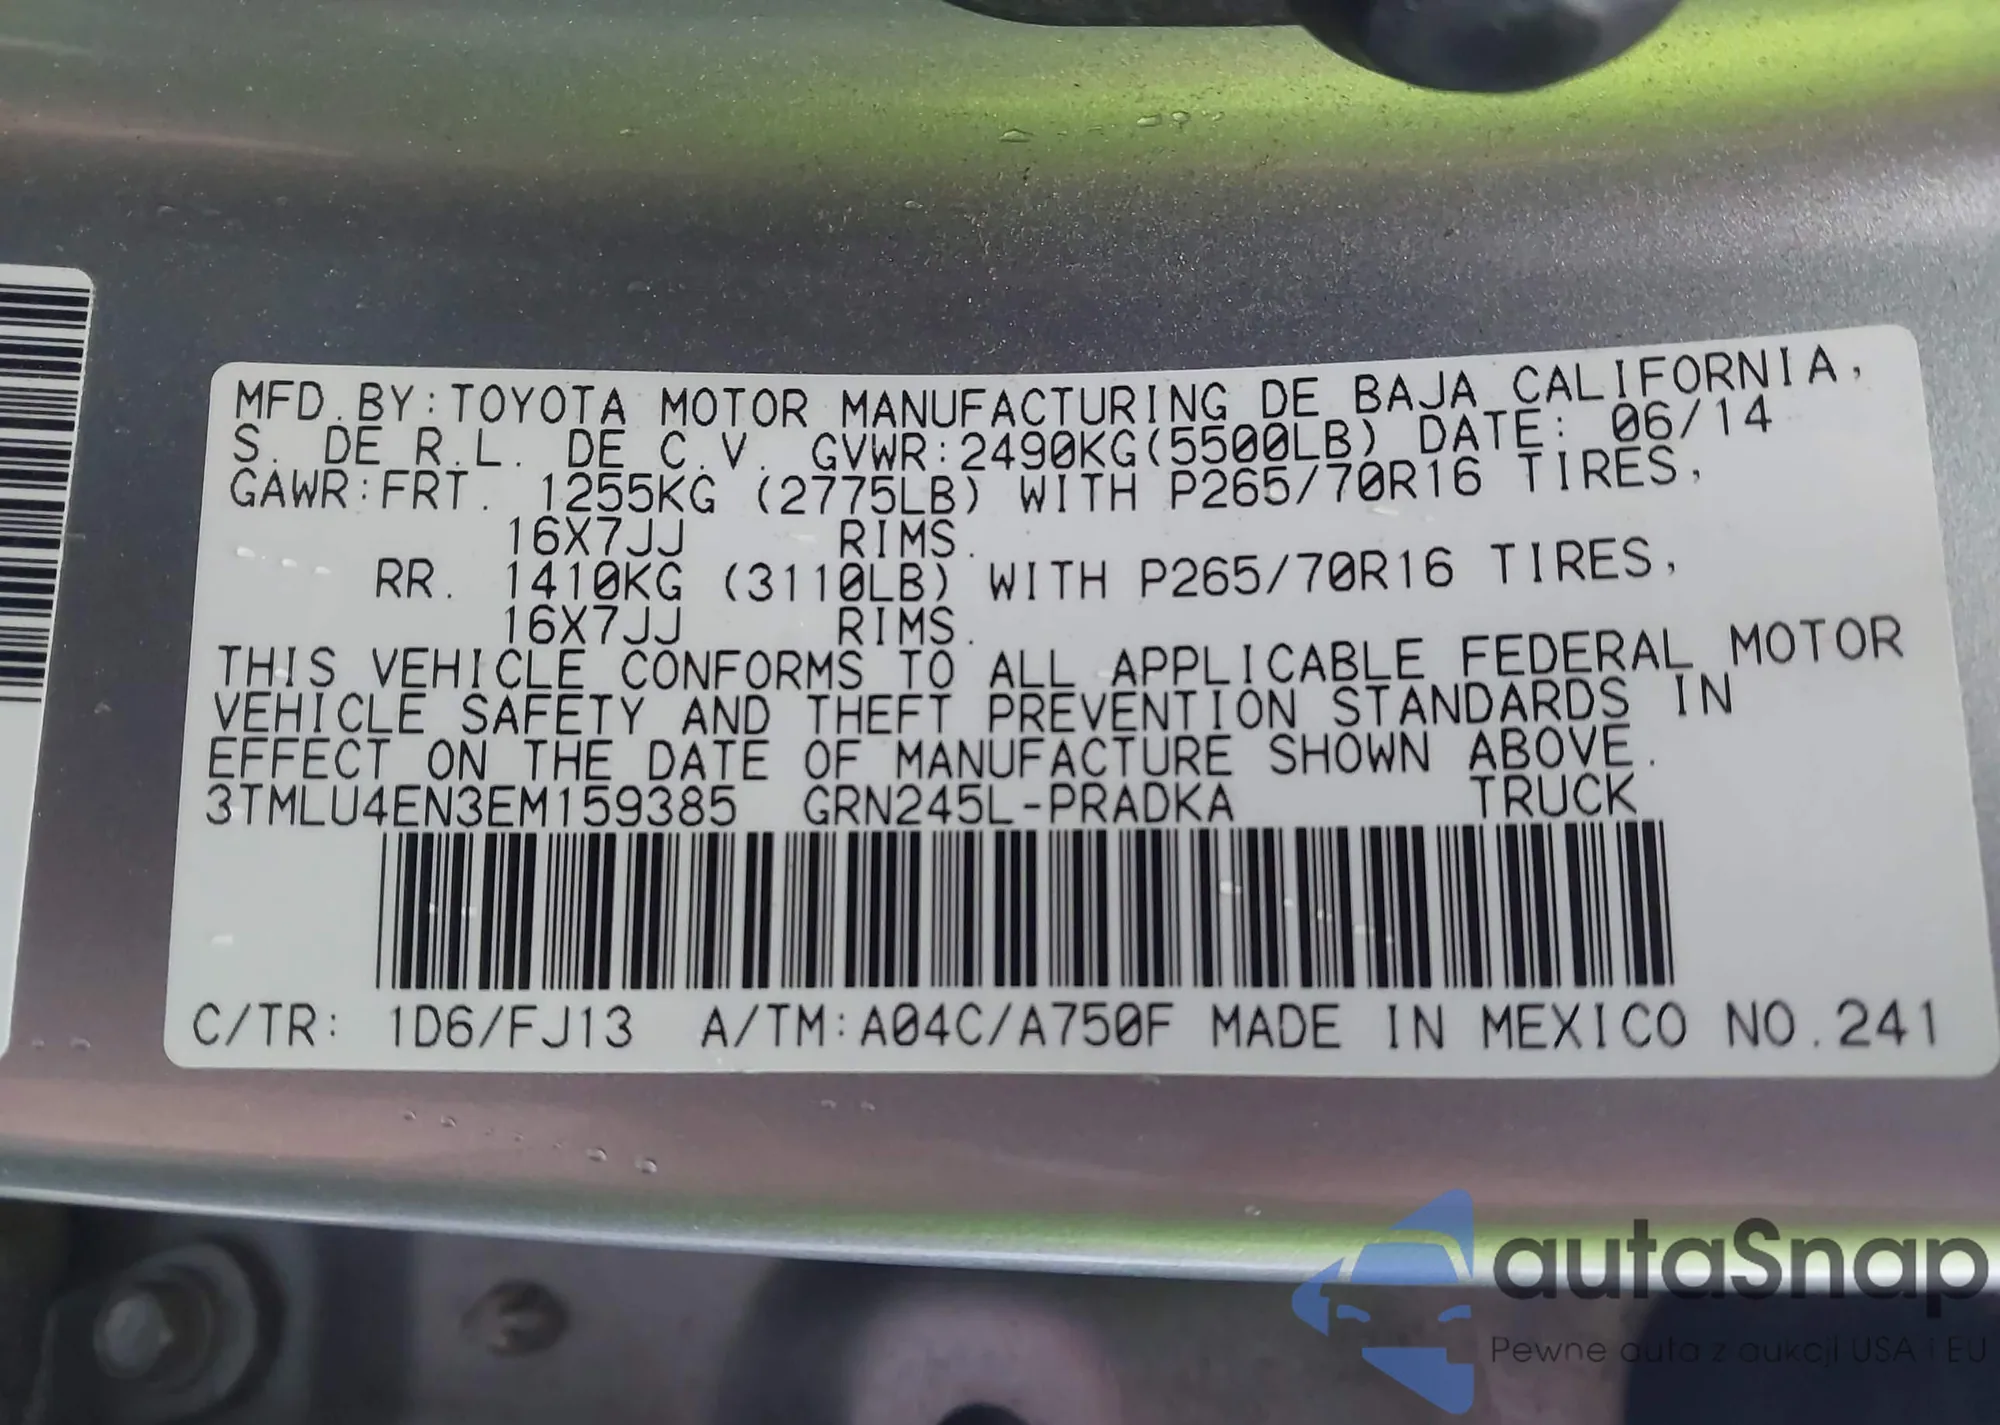 MFD.BY:TOYOTA MOTOR MANUFACTURING DE BAJA CALIFORNIA,
S. DE R.L. DE C.V. GVWR:2490KG(5500LB) DATE: 06/14
GAWR:FRT. 1255KG (2775LB) WITH P265/70R16 TIRES,
16X7JJ RIMS.
RR. 1410KG (3110LB) WITH P265/70R16 TIRES,
16X7JJ RIMS.
THIS VEHICLE CONFORMS TO ALL APPLICABLE FEDERAL MOTOR
VEHICLE SAFETY AND THEFT PREVENTION STANDARDS IN
EFFECT ON THE DATE OF MANUFACTURE SHOWN ABOVE.
3TMLU4EN3EM159385 GRN245L-PRADKA TRUCK
C/TR: 1D6/FJ13 A/TM:A04C/A750F MADE IN MEXICO NO.241
autaSnap
Pewne auta z aukcji USA i EU